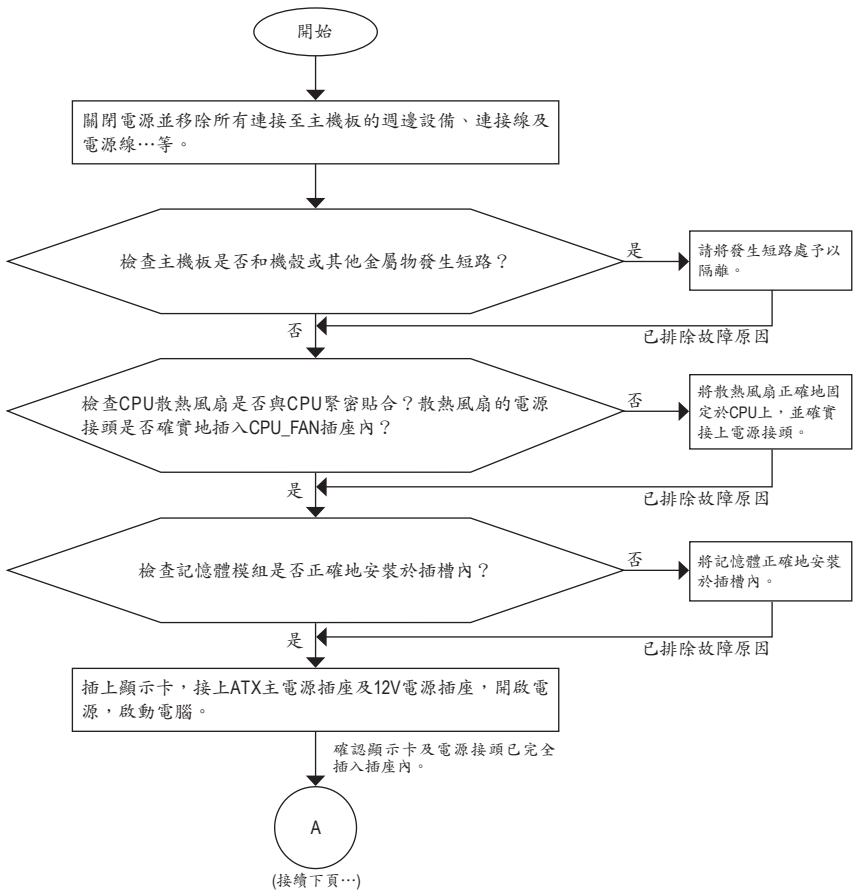 開始
關閉電源並移除所有連接至主機板的週邊設備、連接線及
電源線…等。
檢查主機板是否和機殼或其他金屬物發生短路？
是
請將發生短路處予以
隔離。
否
已排除故障原因
檢查CPU散熱風扇是否與CPU緊密貼合？散熱風扇的電源
接頭是否確實地插入CPU_FAN插座內？
否
將散熱風扇正確地固
定於CPU上，並確實
接上電源接頭。
是
已排除故障原因
檢查記憶體模組是否正確地安裝於插槽內？
否
將記憶體正確地安裝
於插槽內。
是
已排除故障原因
插上顯示卡，接上ATX主電源插座及12V電源插座，開啟電
源，啟動電腦。
確認顯示卡及電源接頭已完全
插入插座內。
A
(接續下頁…)